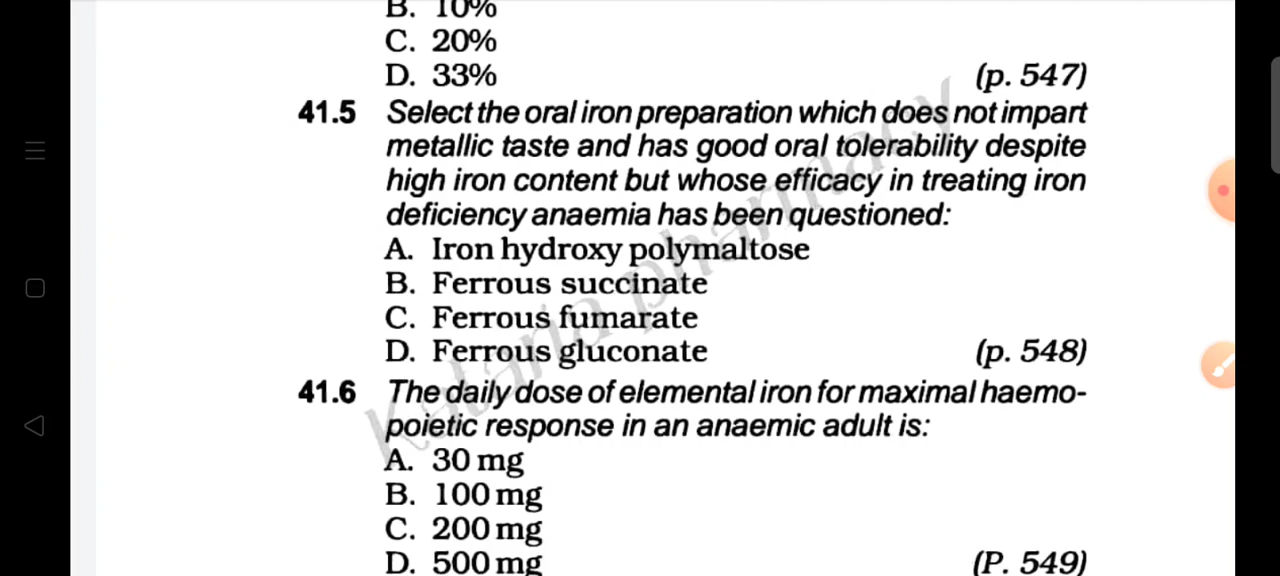 B. 10%
C. 20%
D. 33% (p. 547)
41.5 Select the oral iron preparation which does not impart
metallic taste and has good oral tolerability despite
high iron content but whose efficacy in treating iron
deficiency anaemia has been questioned:
A. Iron hydroxy polymaltose
B. Ferrous succinate
C. Ferrous fumarate
D. Ferrous gluconate (p. 548)
41.6 The daily dose of elemental iron for maximal haemo-
poietic response in an anaemic adult is:
A. 30 mg
B. 100 mg
C. 200 mg
D. 500 mg (P. 549)
Kataria pharmacy